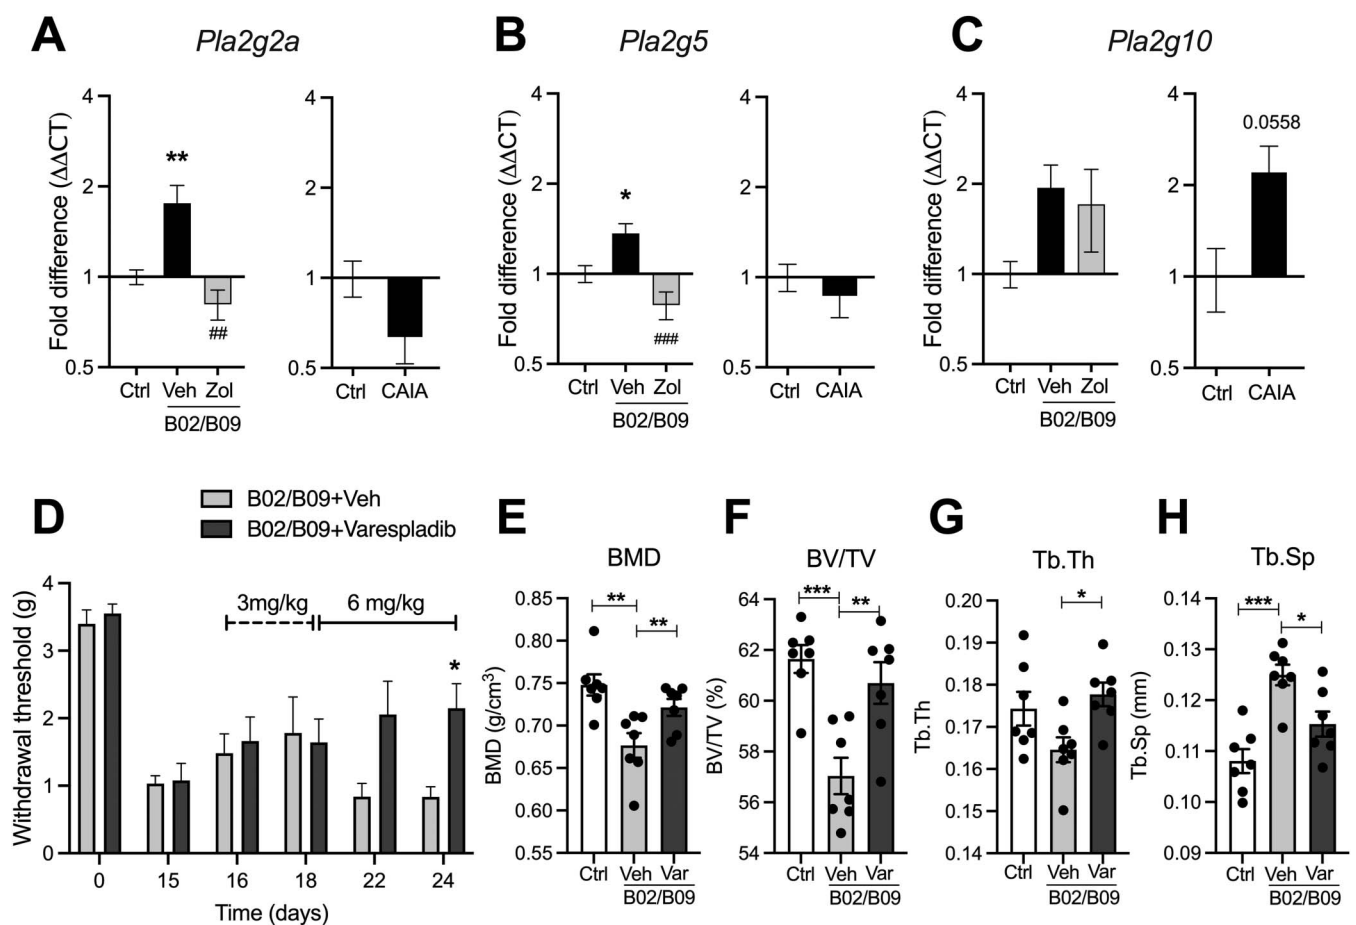 A
Pla2g2a
Fold difference (ΔΔCT)
4
2
1
0.5
**
##
Ctrl
Veh
Zol
B02/B09
4
2
1
0.5
Ctrl
CAIA
B
Pla2g5
Fold difference (ΔΔCT)
4
2
1
0.5
*
###
Ctrl
Veh
Zol
B02/B09
4
2
1
0.5
Ctrl
CAIA
C
Pla2g10
Fold difference (ΔΔCT)
4
2
1
0.5
Ctrl
Veh
Zol
B02/B09
4
2
1
0.5
0.0558
Ctrl
CAIA
D
B02/B09+Veh
B02/B09+Varespladib
Withdrawal threshold (g)
4
3
2
1
0
3mg/kg
6 mg/kg
*
0
15
16
18
22
24
Time (days)
E
BMD
BMD (g/cm³)
0.85
0.80
0.75
0.70
0.65
0.60
0.55
**
**
Ctrl
Veh
Var
B02/B09
F
BV/TV
BV/TV (%)
64
62
60
58
56
54
***
**
Ctrl
Veh
Var
B02/B09
G
Tb.Th
Tb.Th
0.20
0.19
0.18
0.17
0.16
0.15
0.14
*
Ctrl
Veh
Var
B02/B09
H
Tb.Sp
Tb.Sp (mm)
0.14
0.13
0.12
0.11
0.10
0.09
***
*
Ctrl
Veh
Var
B02/B09